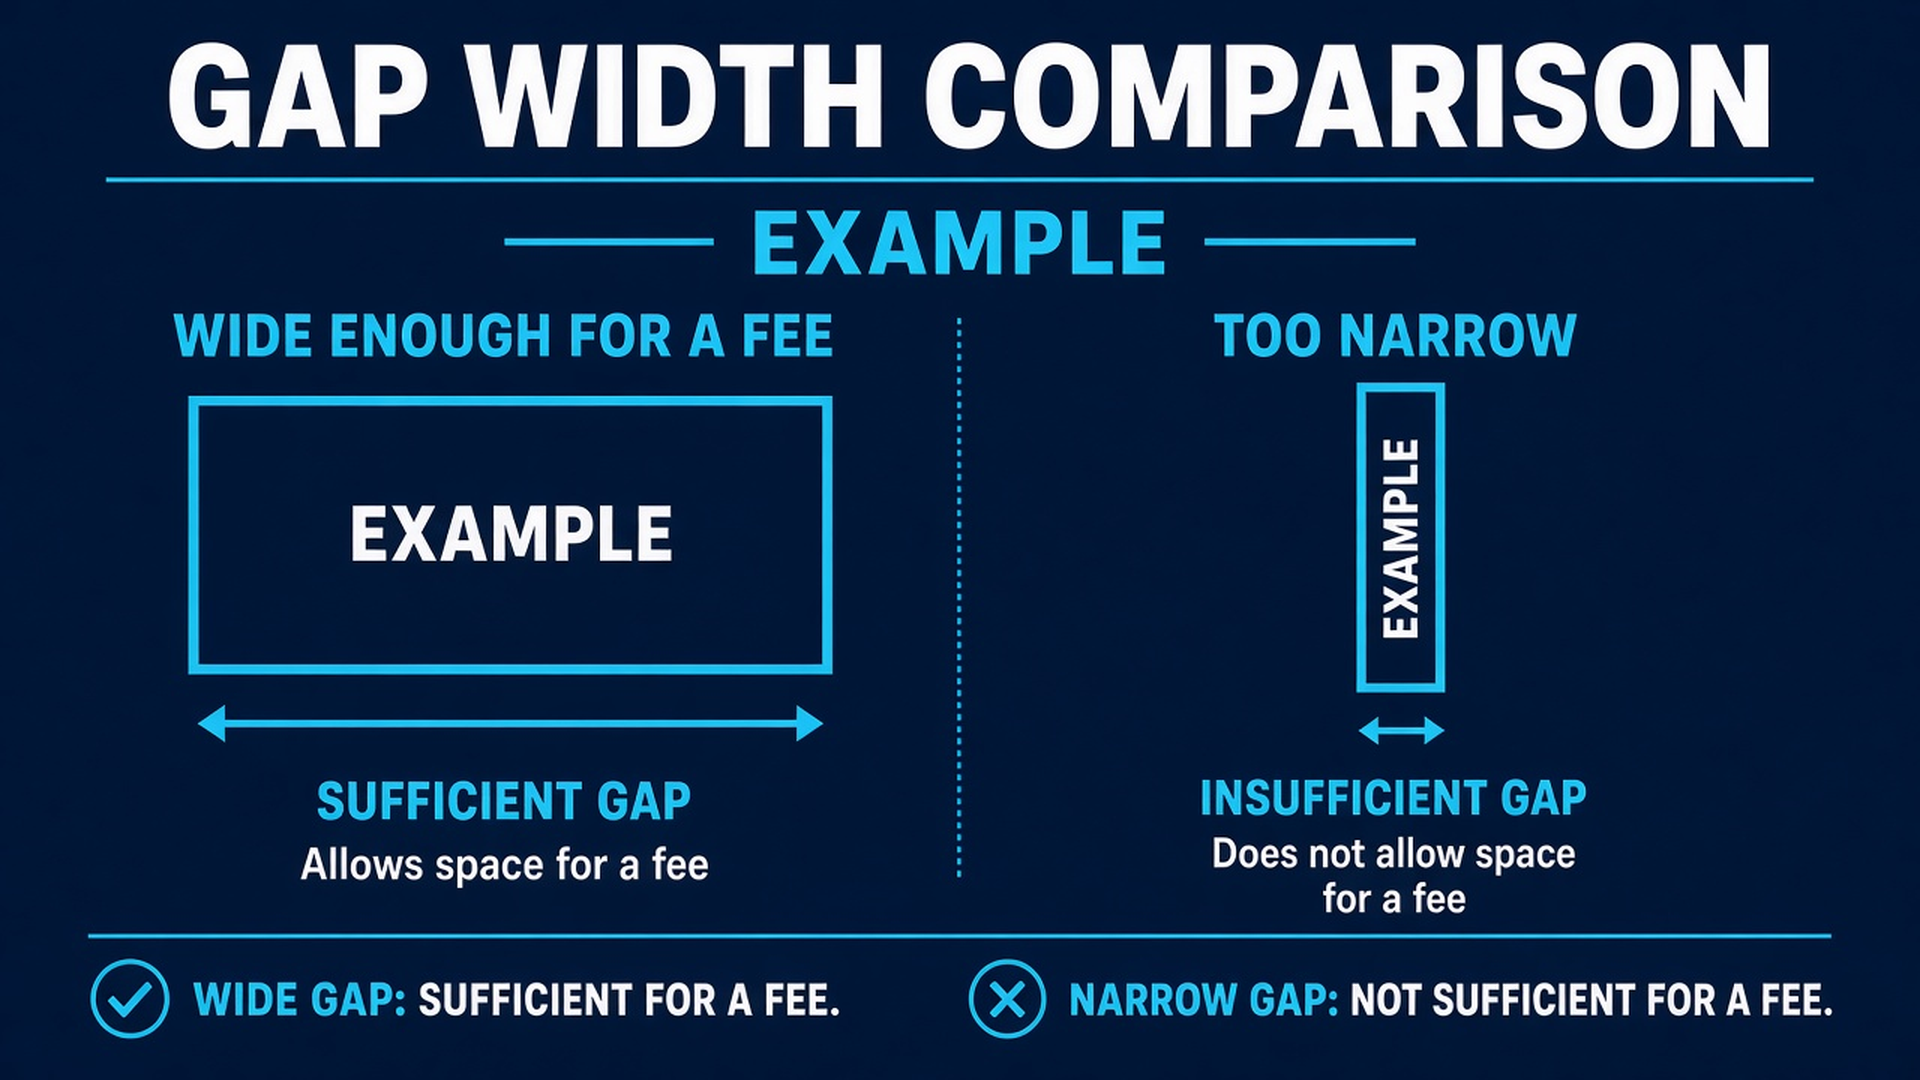 GAP WIDTH COMPARISON
EXAMPLE
WIDE ENOUGH FOR A FEE
EXAMPLE
SUFFICIENT GAP
Allows space for a fee
TOO NARROW
EXAMPLE
INSUFFICIENT GAP
Does not allow space
for a fee
WIDE GAP: SUFFICIENT FOR A FEE.
NARROW GAP: NOT SUFFICIENT FOR A FEE.